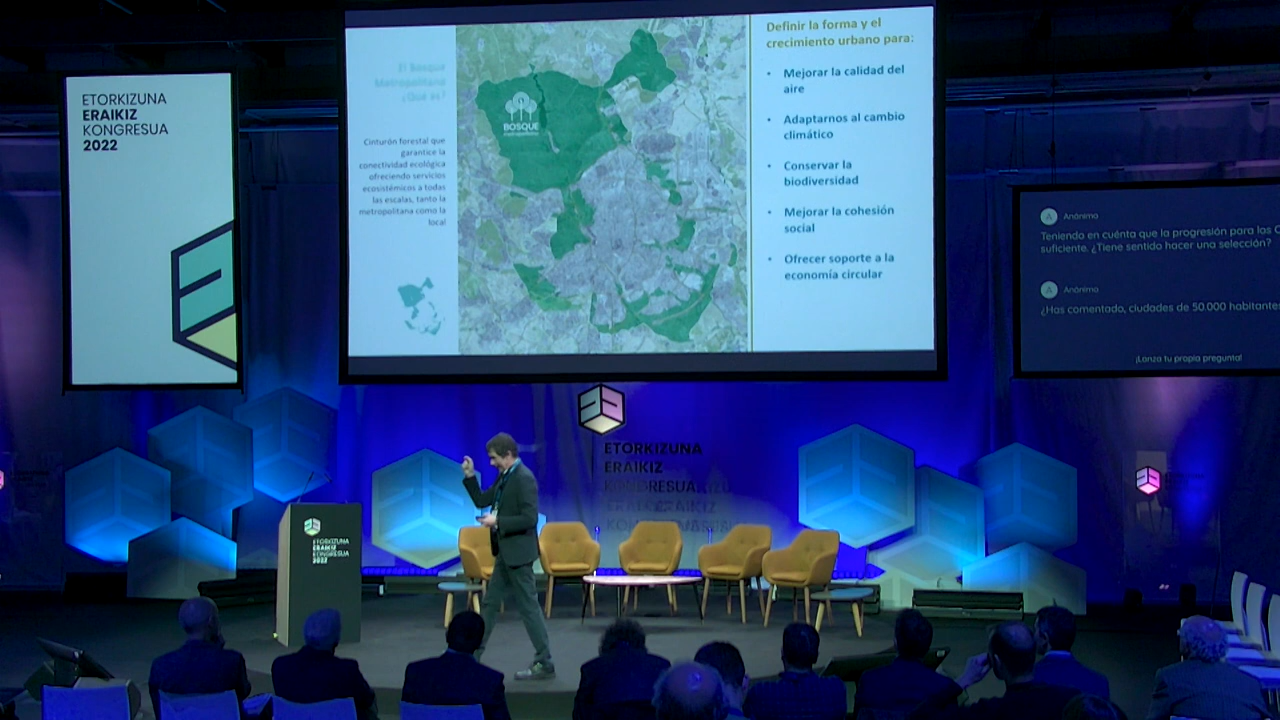 ETORKIZUNA
ERAIKIZ
KONGRESUA
2022
El Bosque
Metropolitano
¿Qué es?
Cinturón forestal que
garantice la
conectividad ecológica
ofreciendo servicios
ecosistémicos a todas
las escalas, tanto la
metropolitana como la
local
BOSQUE
metropolitano
Definir la forma y el
crecimiento urbano para:
• Mejorar la calidad del
aire
• Adaptarnos al cambio
climático
• Conservar la
biodiversidad
• Mejorar la cohesión
social
• Ofrecer soporte a la
economía circular
A Anónimo
Teniendo en cuénta que la progresión para las
suficiente. ¿Tiene sentido hacer una selección?
A Anónimo
¿Has comentado, ciudades de 50.000 habitantes
¡Lanza tu propia pregunta!
ETORKIZUNA
ERAIKIZ
KONGRESUA
ETORKIZUNA
ERAIKIZ
KONGRESUA
2022